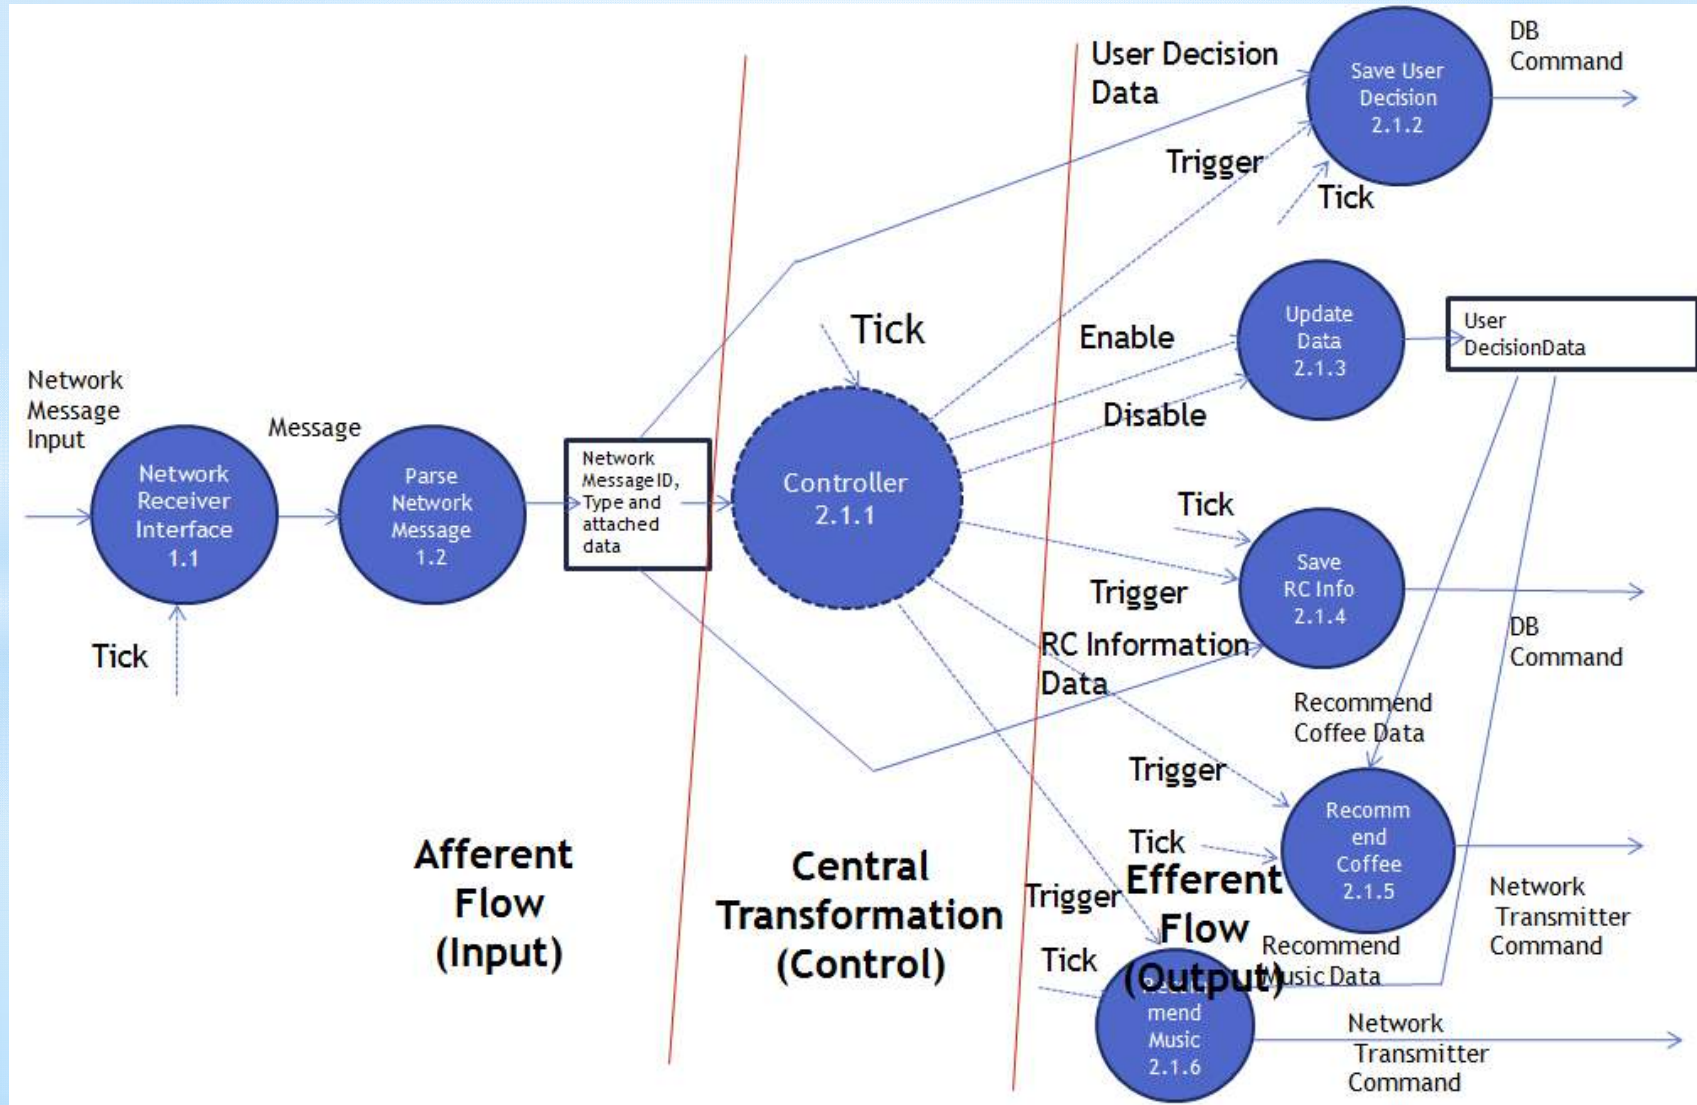 User Decision
Data
DB
Command
Save User
Decision
2.1.2
Trigger
Tick
Tick
Enable
Disable
Update
Data
2.1.3
User
DecisionData
Network
Message
Input
Message
Network
Receiver
Interface
1.1
Parse
Network
Message
1.2
Network
MessageID,
Type and
attached
data
Controller
2.1.1
Tick
Tick
Trigger
Save
RC Info
2.1.4
RC Information
Data
DB
Command
Recommend
Coffee Data
Trigger
Tick
Recomm
end
Coffee
2.1.5
Network
Transmitter
Command
Afferent
Flow
(Input)
Central
Transformation
(Control)
Efferent
Flow
(Output)
Trigger
Tick
Recommend
Music Data
mend
Music
2.1.6
Network
Transmitter
Command